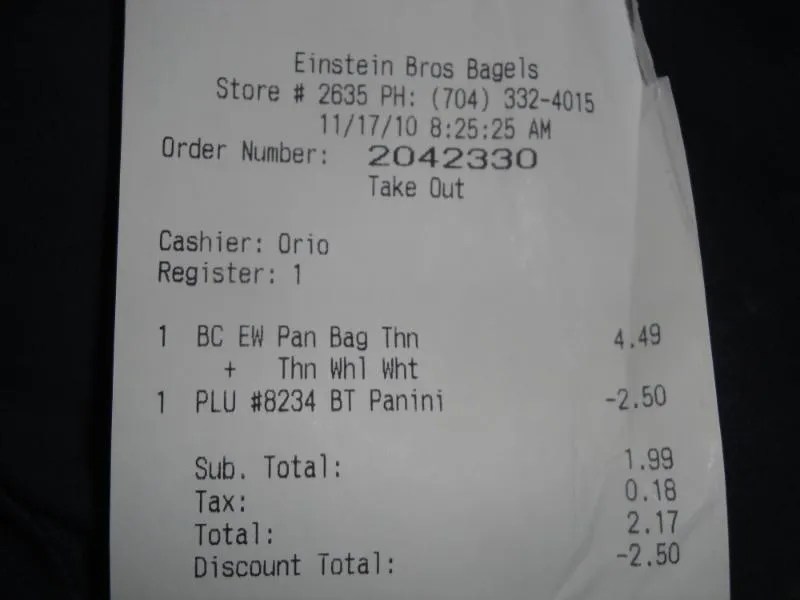 Einstein Bros Bagels
Store # 2635 PH: (704) 332-4015
11/17/10 8:25:25 AM
Order Number: 2042330
Take Out
Cashier: Orio
Register: 1
1 BC EW Pan Bag Thn 4.49
+ Thn Whl Wht
1 PLU #8234 BT Panini -2.50
Sub. Total: 1.99
Tax: 0.18
Total: 2.17
Discount Total: -2.50